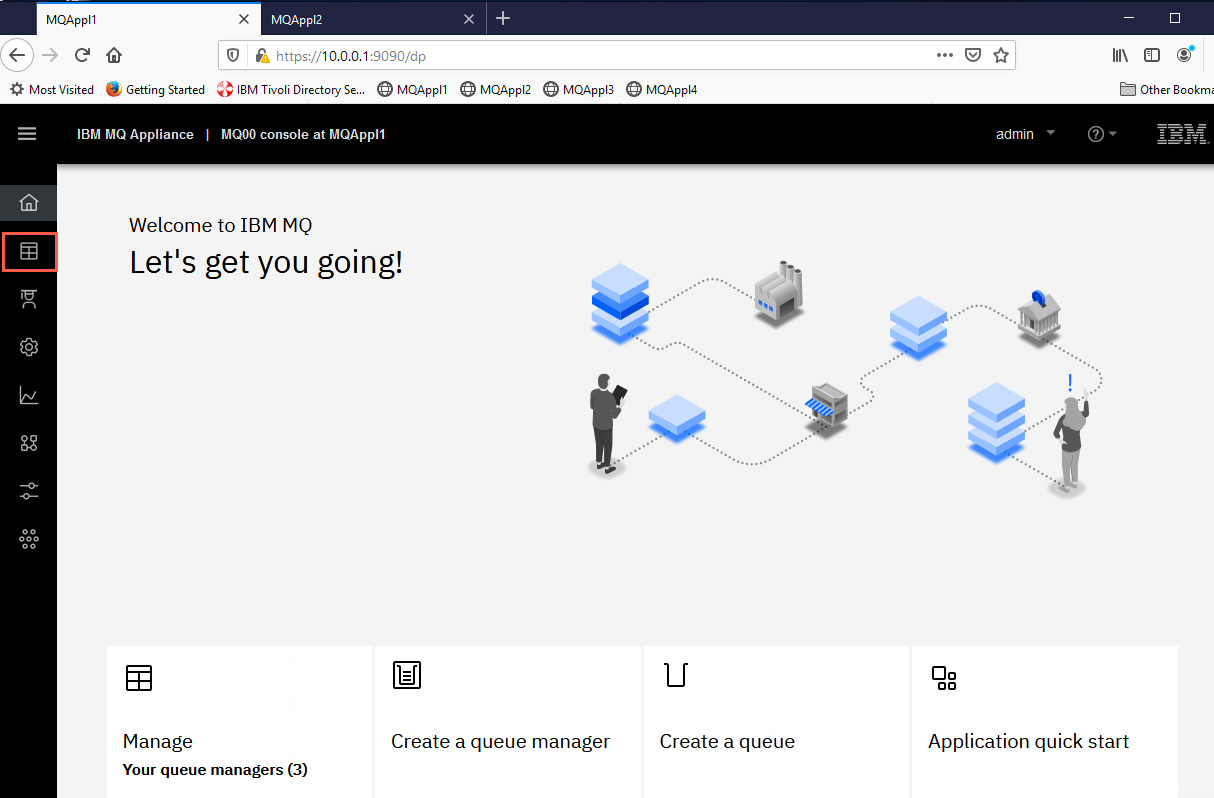 MQAppl1
MQAppl2
https://10.0.0.1:9090/dp
Most Visited
Getting Started
IBM Tivoli Directory Se...
MQAppl1
MQAppl2
MQAppl3
MQAppl4
Other Bookma
IBM MQ Appliance | MQ00 console at MQAppl1
admin
IBM
Welcome to IBM MQ
Let's get you going!
!
Manage
Your queue managers (3)
Create a queue manager
Create a queue
Application quick start